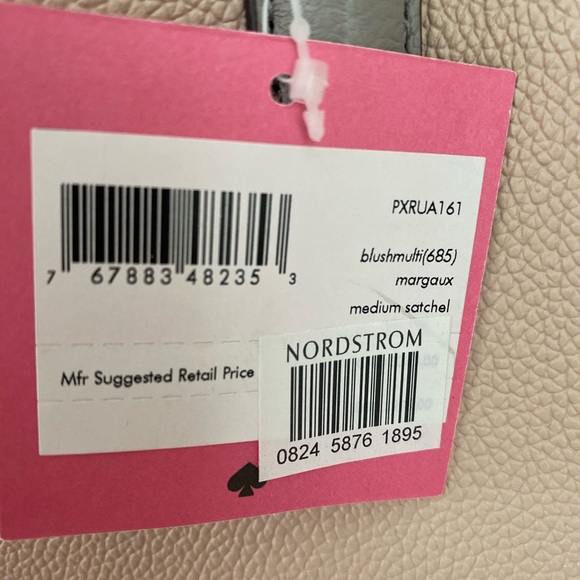 PXRUA161
7 67883 48235 3
blushmulti(685)
margaux
medium satchel
Mfr Suggested Retail Price
NORDSTROM
0824 5876 1895